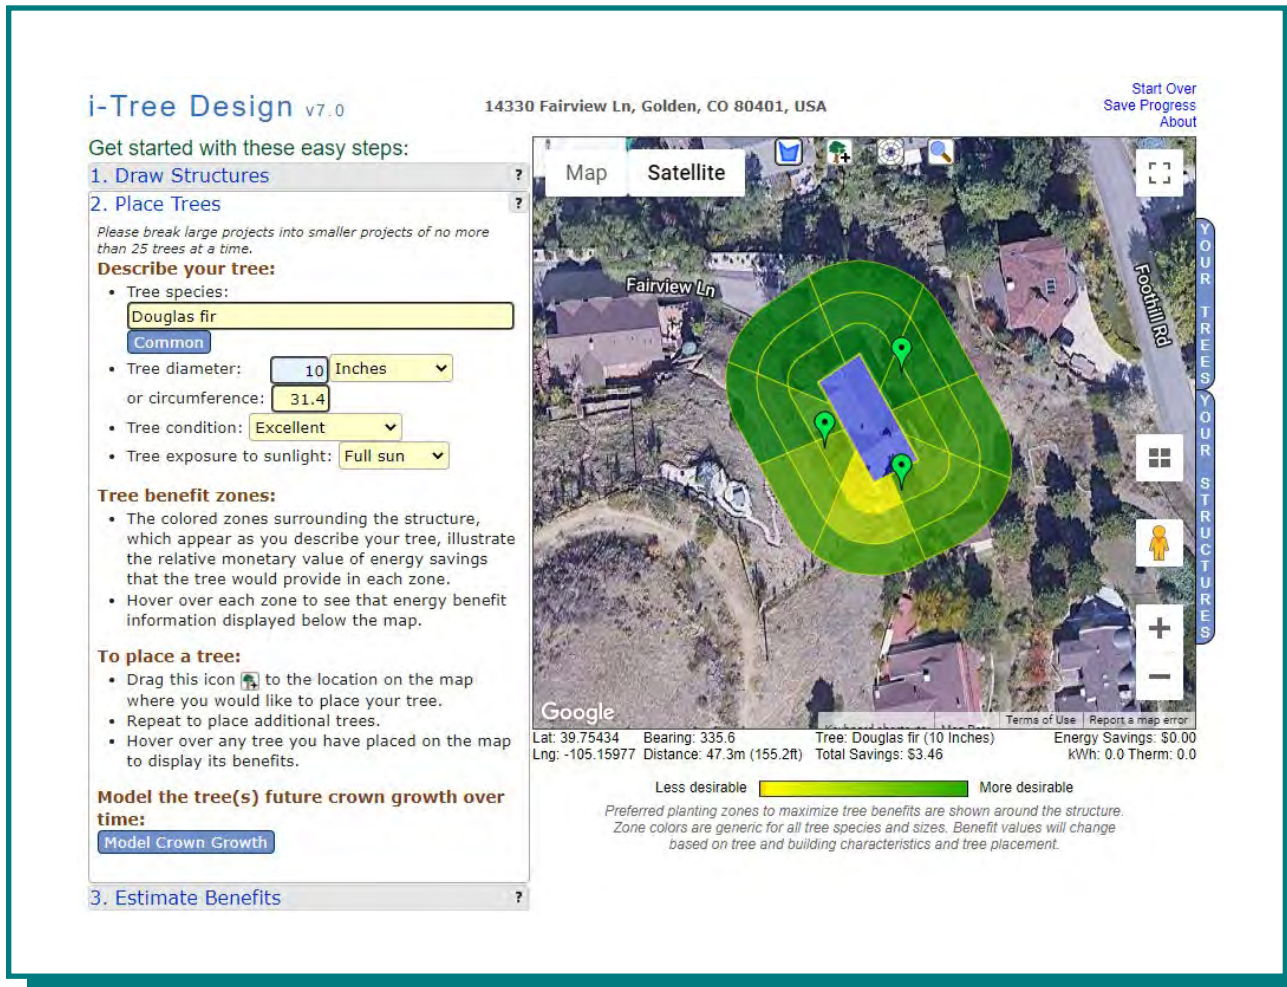 i-Tree Design v7.0
14330 Fairview Ln, Golden, CO 80401, USA
Start Over
Save Progress
About
Get started with these easy steps:
1. Draw Structures ?
2. Place Trees ?
Please break large projects into smaller projects of no more
than 25 trees at a time.
Describe your tree:
• Tree species:
Douglas fir
Common
• Tree diameter: 10 Inches
or circumference: 31.4
• Tree condition: Excellent
• Tree exposure to sunlight: Full sun
Tree benefit zones:
• The colored zones surrounding the structure,
which appear as you describe your tree, illustrate
the relative monetary value of energy savings
that the tree would provide in each zone.
• Hover over each zone to see that energy benefit
information displayed below the map.
To place a tree:
• Drag this icon to the location on the map
where you would like to place your tree.
• Repeat to place additional trees.
• Hover over any tree you have placed on the map
to display its benefits.
Model the tree(s) future crown growth over
time:
Model Crown Growth
3. Estimate Benefits ?
Map Satellite
Fairview Ln
Foothill Rd
YOUR TREES
YOUR STRUCTURES
Google
Keyboard shortcuts Map Data Terms of Use Report a map error
Lat: 39.75434 Bearing: 335.6 Tree: Douglas fir (10 Inches) Energy Savings: $0.00
Lng: -105.15977 Distance: 47.3m (155.2ft) Total Savings: $3.46 kWh: 0.0 Therm: 0.0
Less desirable More desirable
Preferred planting zones to maximize tree benefits are shown around the structure.
Zone colors are generic for all tree species and sizes. Benefit values will change
based on tree and building characteristics and tree placement.